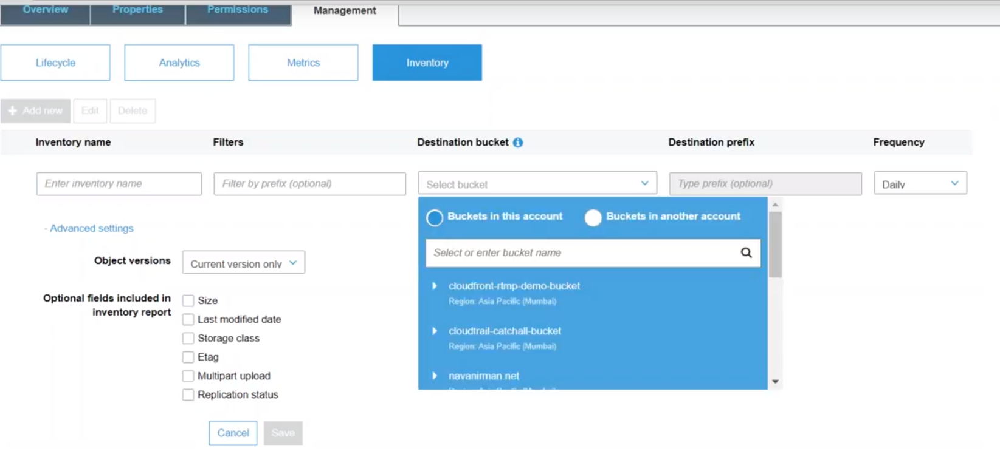 Overview Properties Permissions Management
Lifecycle Analytics Metrics Inventory
+ Add new Edit Delete
Inventory name Filters Destination bucket Destination prefix Frequency
Enter inventory name Filter by prefix (optional) Select bucket Type prefix (optional) Daily
Buckets in this account Buckets in another account
- Advanced settings
Select or enter bucket name
Object versions Current version only
cloudfront-rtmp-demo-bucket
Region: Asia Pacific (Mumbai)
Optional fields included in
inventory report
Size
Last modified date
Storage class
Etag
Multipart upload
Replication status
cloudtrail-catchall-bucket
Region: Asia Pacific (Mumbai)
navanirman.net
Cancel Save